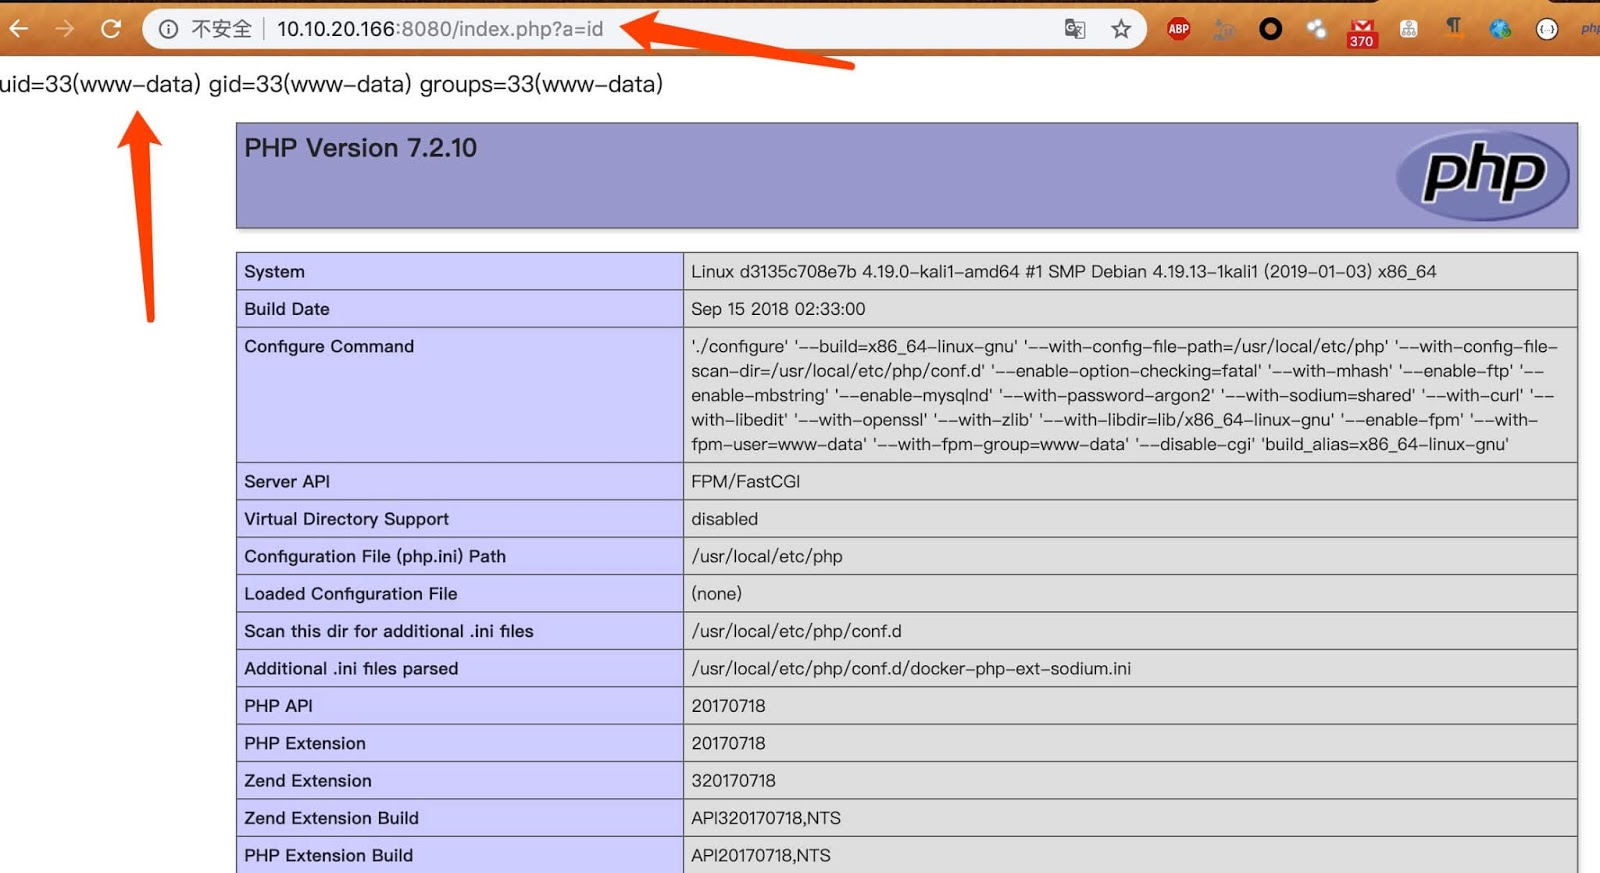 不安全 10.10.20.166:8080/index.php?a=id ABP 370 php
uid=33(www-data) gid=33(www-data) groups=33(www-data)
PHP Version 7.2.10 php
System Linux d3135c708e7b 4.19.0-kali1-amd64 #1 SMP Debian 4.19.13-1kali1 (2019-01-03) x86_64
Build Date Sep 15 2018 02:33:00
Configure Command './configure' '--build=x86_64-linux-gnu' '--with-config-file-path=/usr/local/etc/php' '--with-config-file-
scan-dir=/usr/local/etc/php/conf.d' '--enable-option-checking=fatal' '--with-mhash' '--enable-ftp' '--
enable-mbstring' '--enable-mysqlnd' '--with-password-argon2' '--with-sodium=shared' '--with-curl' '--
with-libedit' '--with-openssl' '--with-zlib' '--with-libdir=lib/x86_64-linux-gnu' '--enable-fpm' '--with-
fpm-user=www-data' '--with-fpm-group=www-data' '--disable-cgi' 'build_alias=x86_64-linux-gnu'
Server API FPM/FastCGI
Virtual Directory Support disabled
Configuration File (php.ini) Path /usr/local/etc/php
Loaded Configuration File (none)
Scan this dir for additional .ini files /usr/local/etc/php/conf.d
Additional .ini files parsed /usr/local/etc/php/conf.d/docker-php-ext-sodium.ini
PHP API 20170718
PHP Extension 20170718
Zend Extension 320170718
Zend Extension Build API320170718,NTS
PHP Extension Build API20170718,NTS